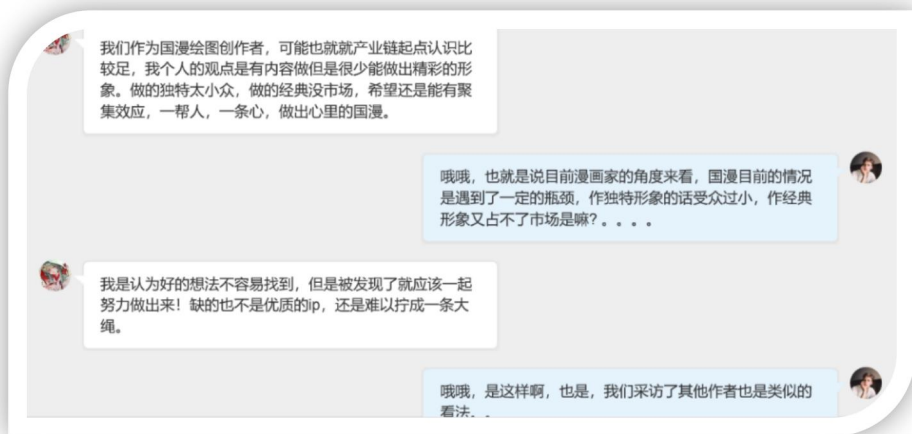 我们作为国漫绘图创作者，可能也就就产业链起点认识比
较足，我个人的观点是有内容做但是很少能做出精彩的形
象。做的独特太小众，做的经典没市场，希望还是能有聚
集效应，一帮人，一条心，做出心里的国漫。
哦哦，也就是说目前漫画家的角度来看，国漫目前的情况
是遇到了一定的瓶颈，作独特形象的话受众过小，作经典
形象又占不了市场是嘛？。。。。
我是认为好的想法不容易找到，但是被发现了就应该一起
努力做出来！缺的也不是优质的ip，还是难以拧成一条大
绳。
哦哦，是这样啊，也是，我们采访了其他作者也是类似的
看法。。